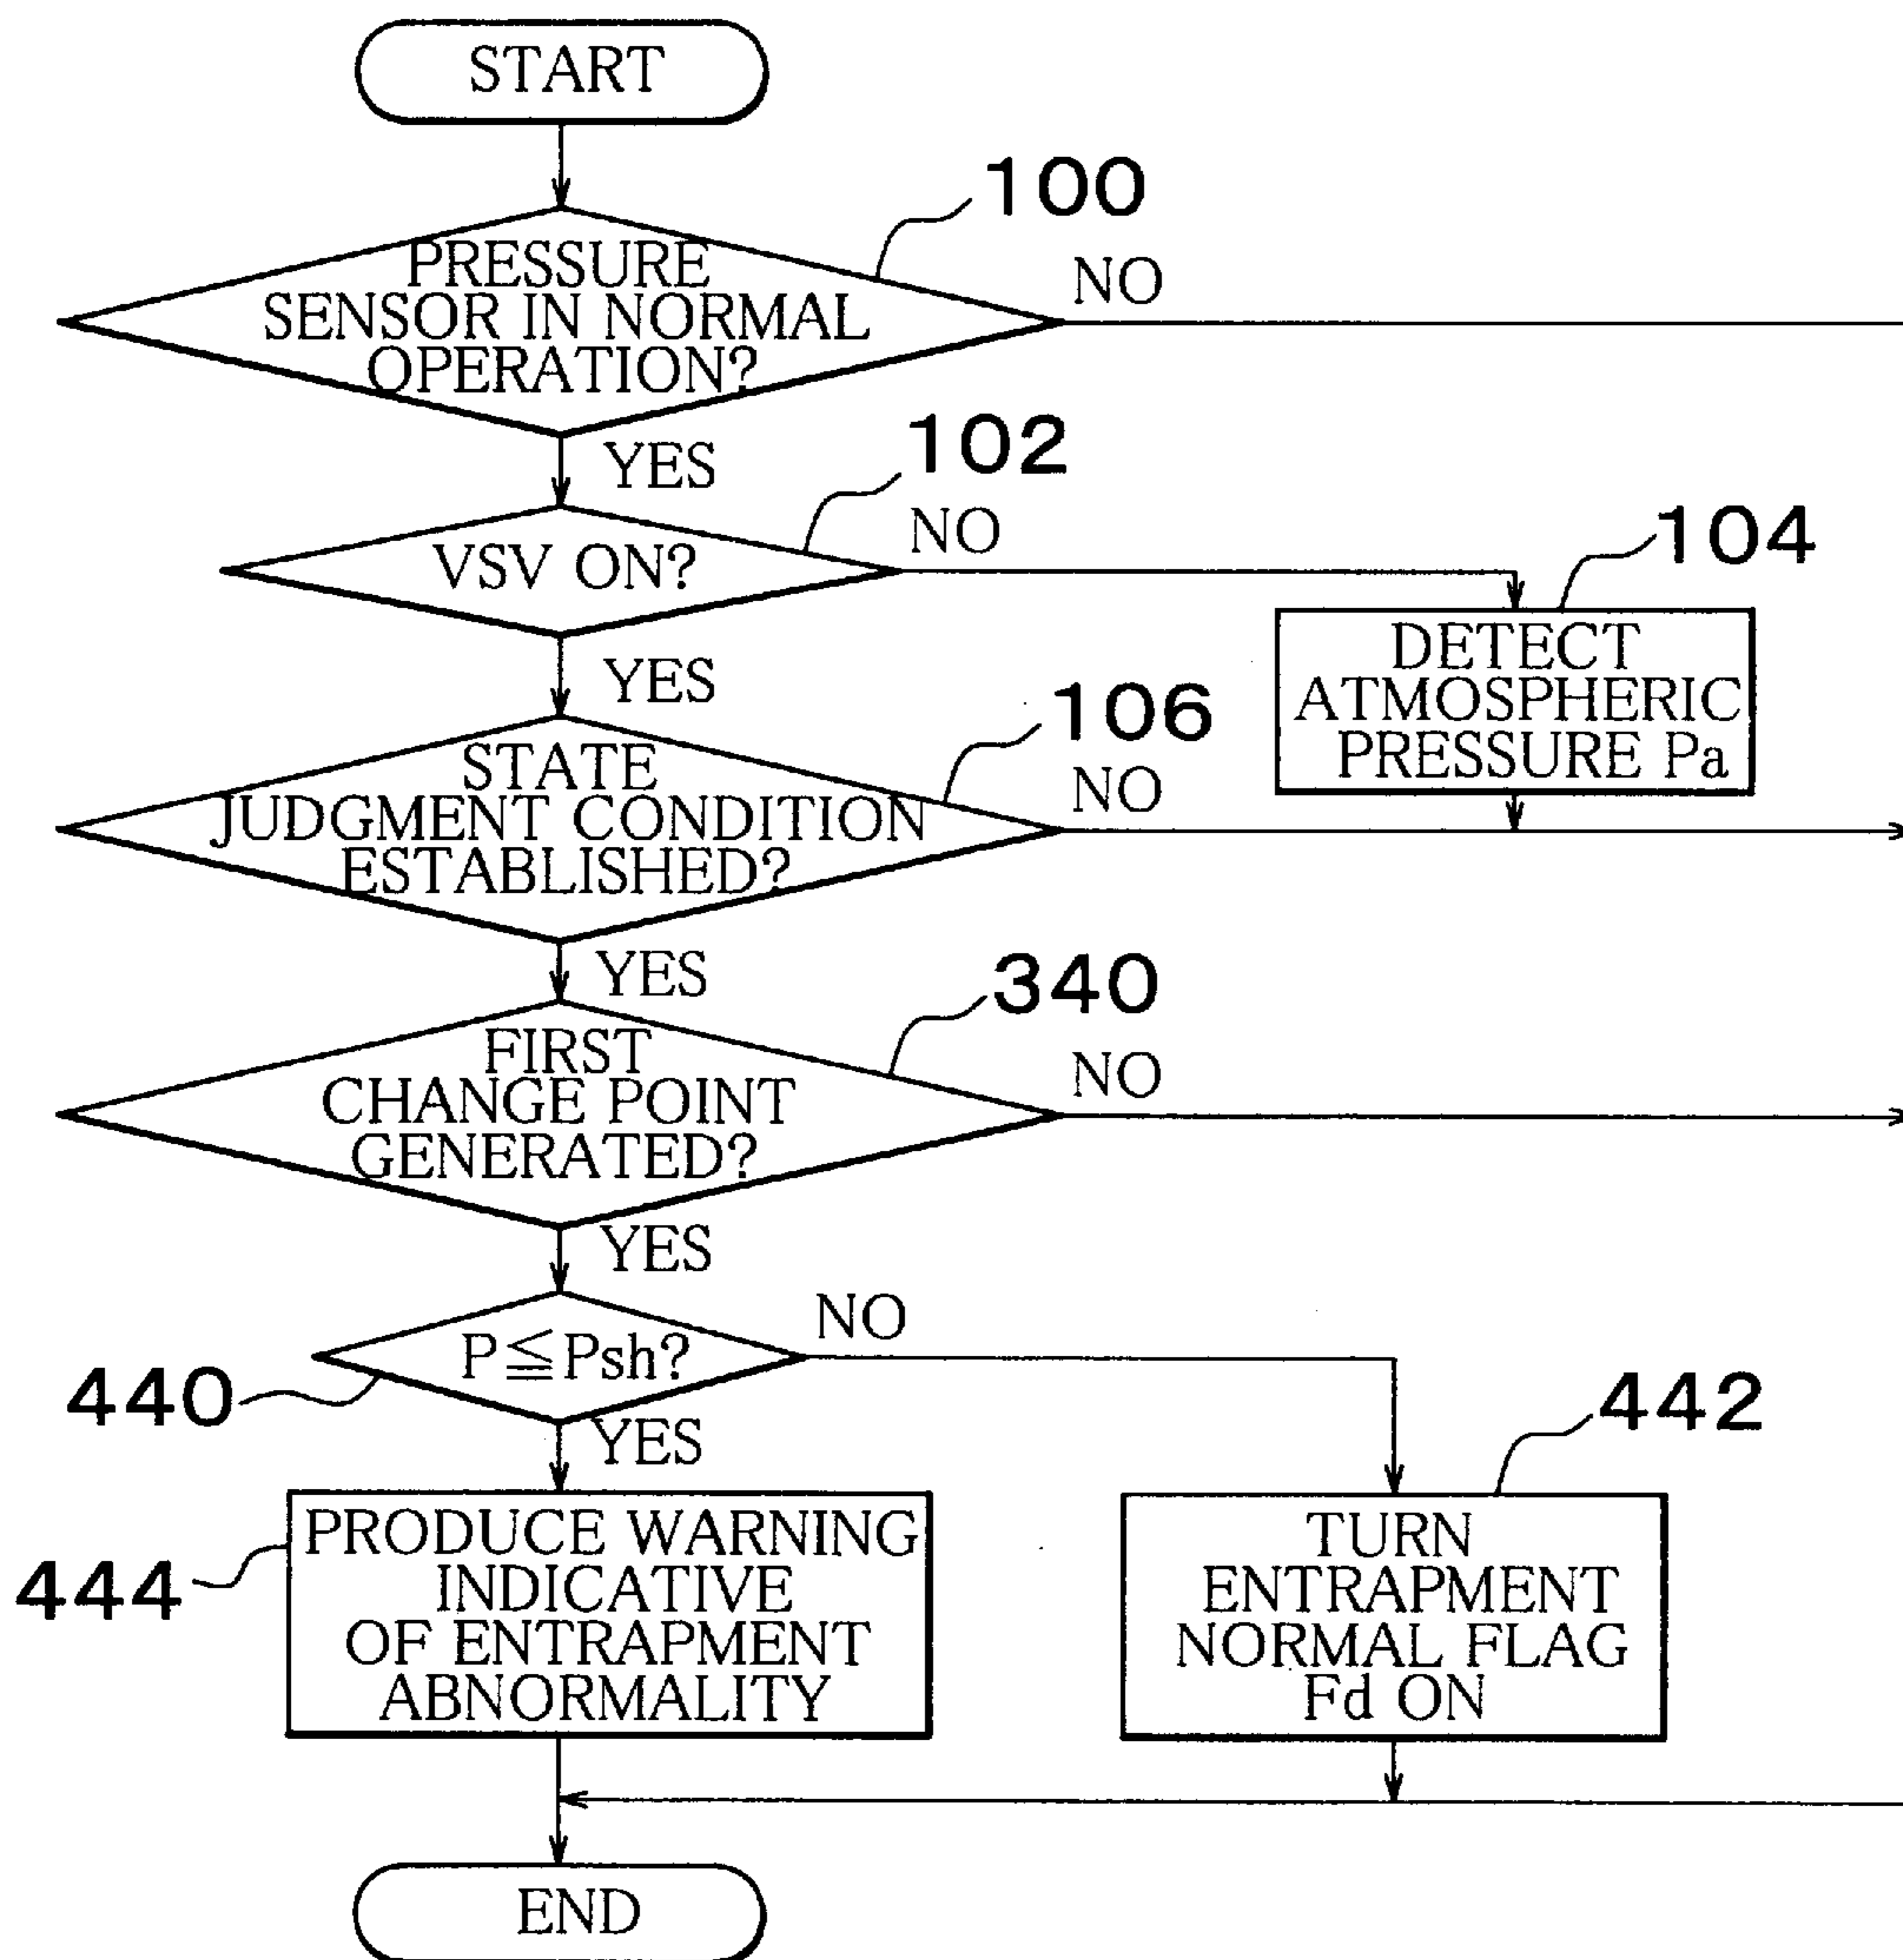 START
100
PRESSURE
SENSOR IN NORMAL
OPERATION?
NO
YES
102
VSV ON?
NO
104
DETECT
ATMOSPHERIC
PRESSURE Pa
YES
106
STATE
JUDGMENT CONDITION
ESTABLISHED?
NO
YES
340
FIRST
CHANGE POINT
GENERATED?
NO
YES
440
P≦Psh?
NO
YES
442
TURN
ENTRAPMENT
NORMAL FLAG
Fd ON
444
PRODUCE WARNING
INDICATIVE
OF ENTRAPMENT
ABNORMALITY
END